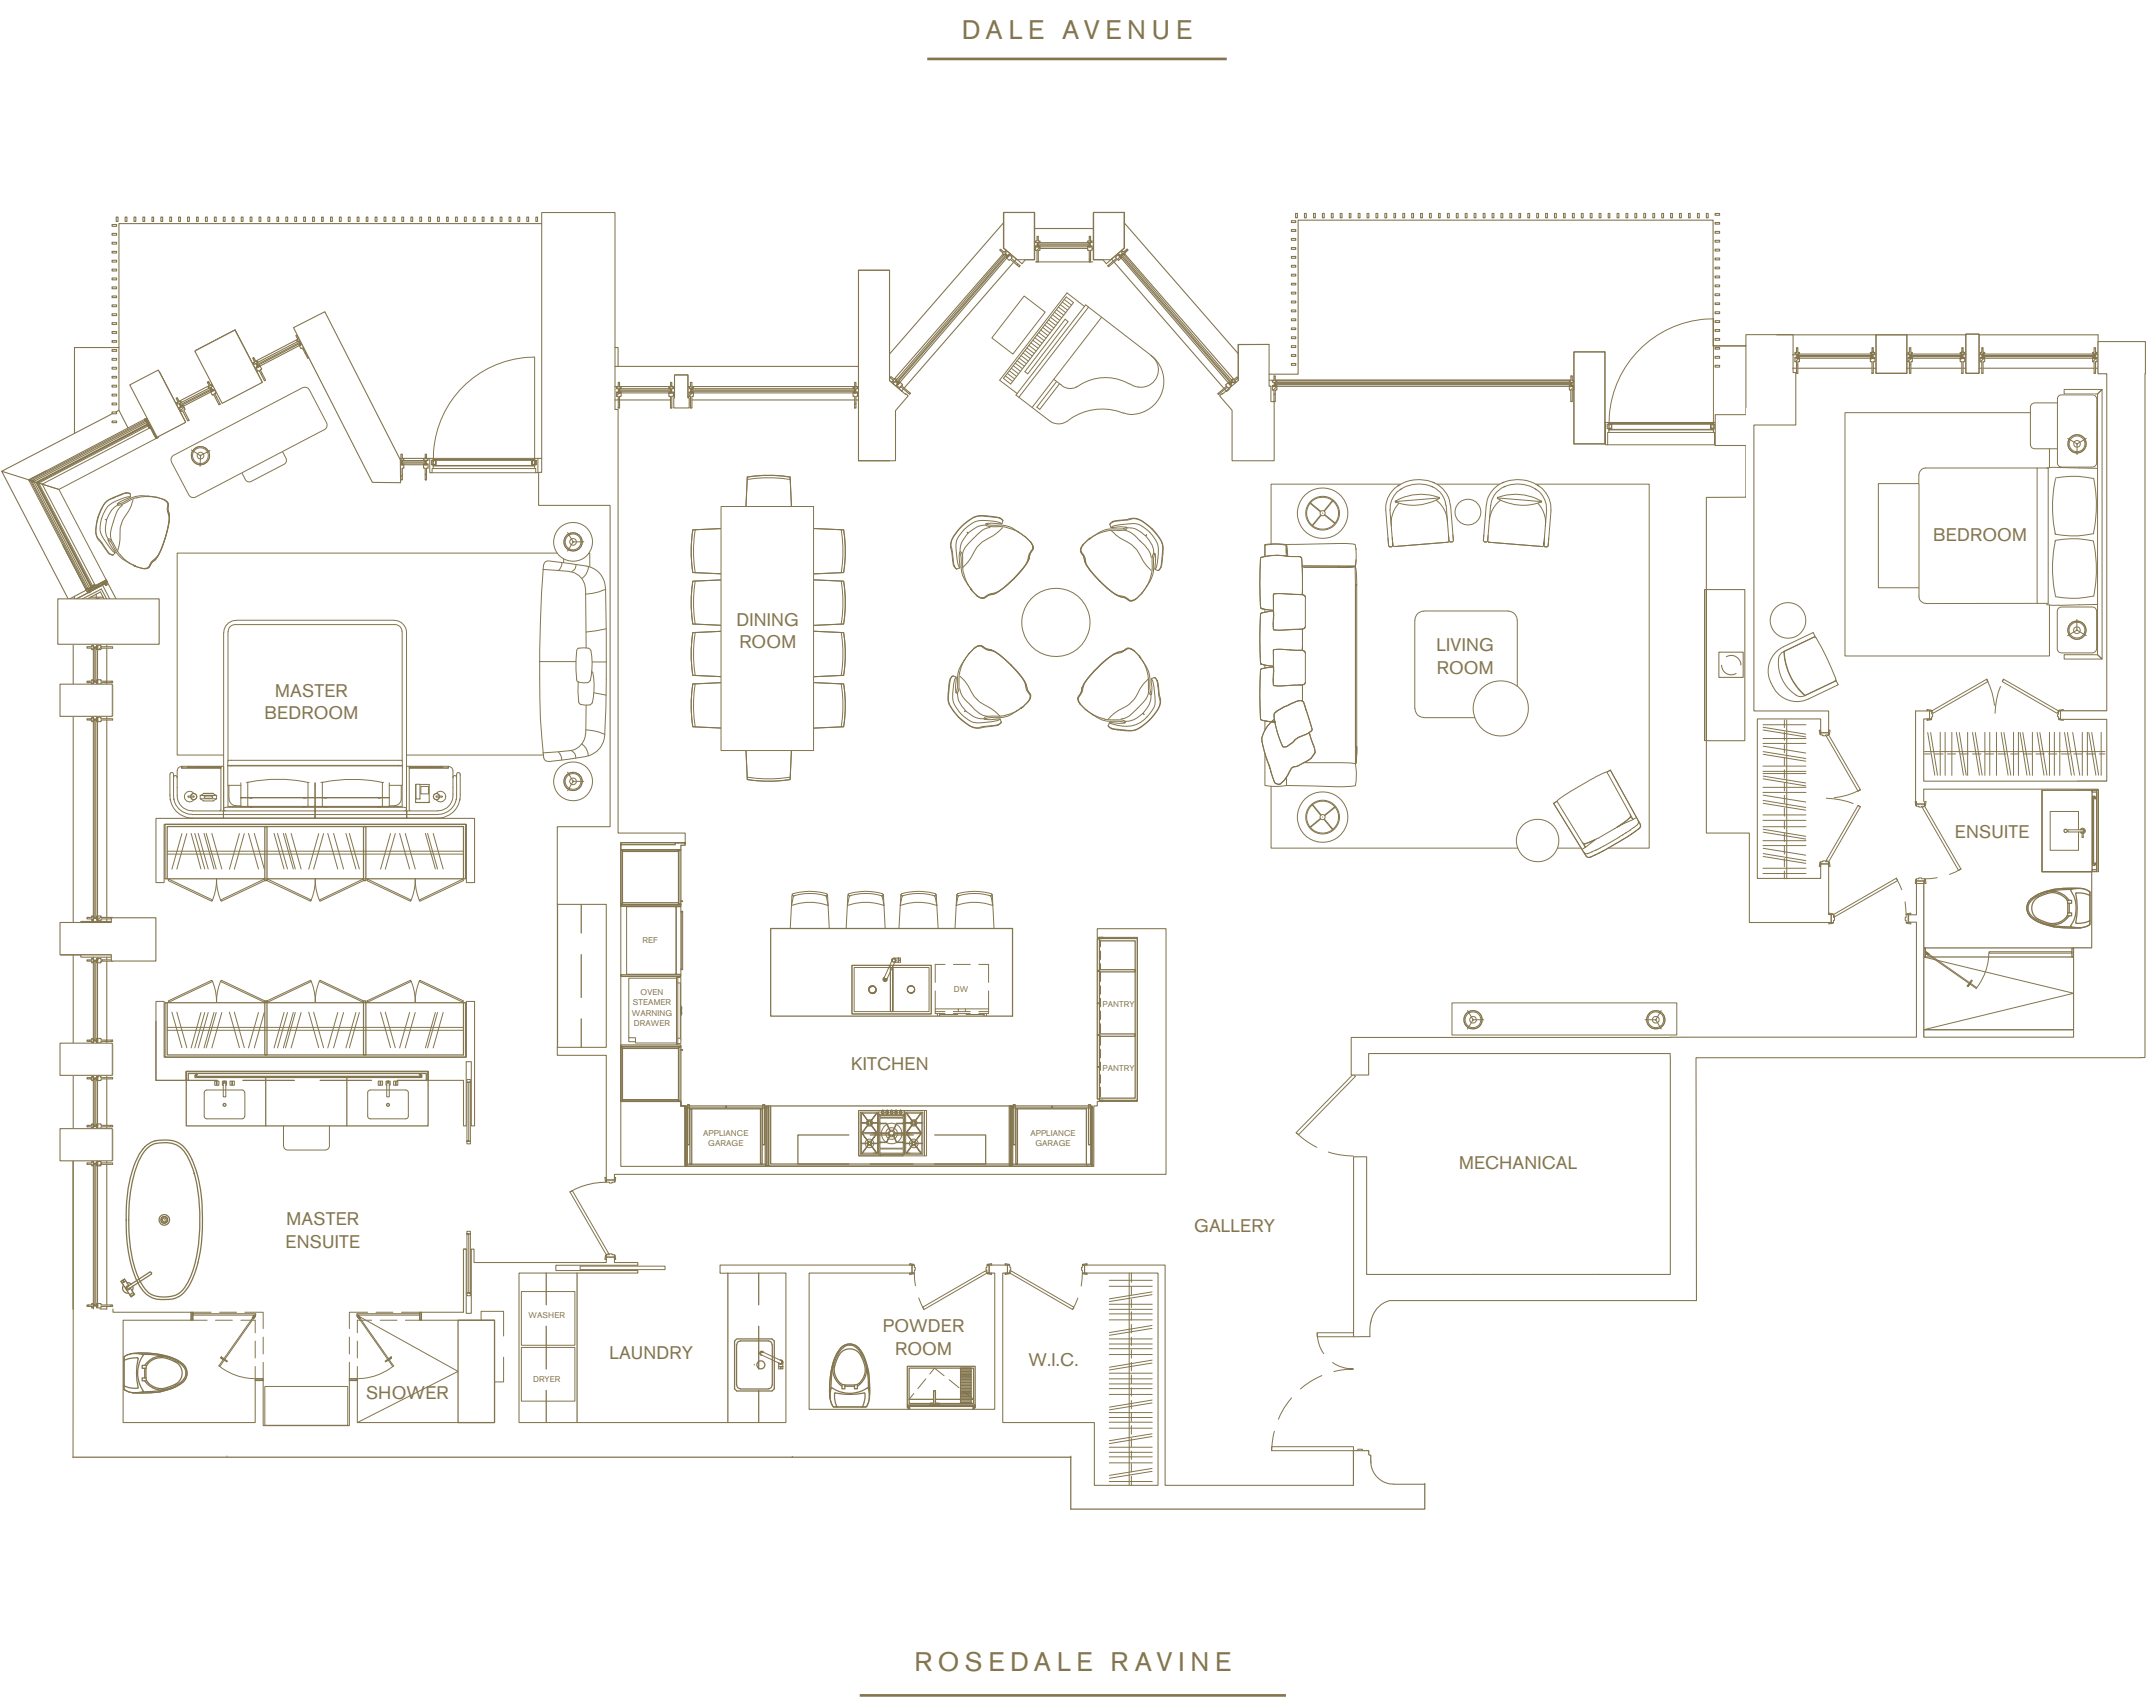 DALE AVENUE
BEDROOM
DINING
ROOM
LIVING
ROOM
MASTER
BEDROOM
ENSUITE
REF
OVEN
STEAMER
WARNING
DRAWER
DW
PANTRY
PANTRY
KITCHEN
APPLIANCE
GARAGE
APPLIANCE
GARAGE
MECHANICAL
MASTER
ENSUITE
GALLERY
WASHER
DRYER
LAUNDRY
POWDER
ROOM
W.I.C.
SHOWER
ROSEDALE RAVINE